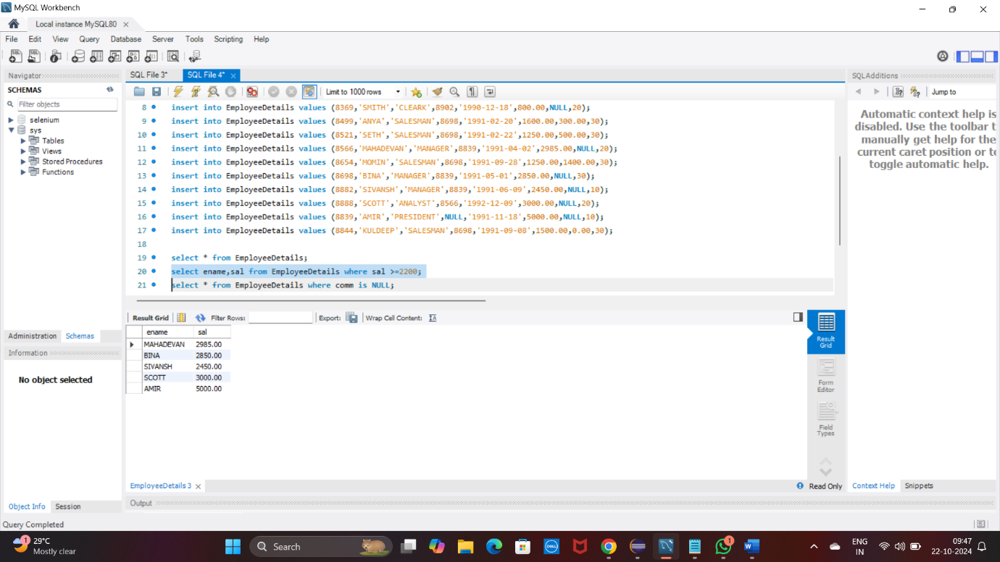 MySQL Workbench
Local instance MySQL80
File Edit View Query Database Server Tools Scripting Help
Navigator
SCHEMAS
Filter objects
selenium
sys
Tables
Views
Stored Procedures
Functions
Administration Schemas
Information
No object selected
Object Info Session
SQL File 3* SQL File 4*
Limit to 1000 rows
8 insert into EmployeeDetails values (8369,'SMITH','CLEARK',8902,'1990-12-18',800.00,NULL,20);
9 insert into EmployeeDetails values (8499,'ANYA','SALESMAN',8698,'1991-02-20',1600.00,300.00,30);
10 insert into EmployeeDetails values (8521,'SETH','SALESMAN',8698,'1991-02-22',1250.00,500.00,30);
11 insert into EmployeeDetails values (8566,'MAHADEVAN','MANAGER',8839,'1991-04-02',2985.00,NULL,20);
12 insert into EmployeeDetails values (8654,'MOMIN','SALESMAN',8698,'1991-09-28',1250.00,1400.00,30);
13 insert into EmployeeDetails values (8698,'BINA','MANAGER',8839,'1991-05-01',2850.00,NULL,30);
14 insert into EmployeeDetails values (8882,'SIVANSH','MANAGER',8839,'1991-06-09',2450.00,NULL,10);
15 insert into EmployeeDetails values (8888,'SCOTT','ANALYST',8566,'1992-12-09',3000.00,NULL,20);
16 insert into EmployeeDetails values (8839,'AMIR','PRESIDENT',NULL,'1991-11-18',5000.00,NULL,10);
17 insert into EmployeeDetails values (8844,'KULDEEP','SALESMAN',8698,'1991-09-08',1500.00,0.00,30);
18
19 select * from EmployeeDetails;
20 select ename,sal from EmployeeDetails where sal >=2200;
21 select * from EmployeeDetails where comm is NULL;
Result Grid Filter Rows: Export: Wrap Cell Content:
ename sal
MAHADEVAN 2985.00
BINA 2850.00
SIVANSH 2450.00
SCOTT 3000.00
AMIR 5000.00
Result
Grid
Form
Editor
Field
Types
EmployeeDetails 3
Read Only
Output
SQLAdditions
Jump to
Automatic context help is
disabled. Use the toolbar t
manually get help for the
current caret position or to
toggle automatic help.
Context Help Snippets
Query Completed
1
29°C
Mostly clear
Search
DELL
1
W
ENG
IN
09:47
22-10-2024